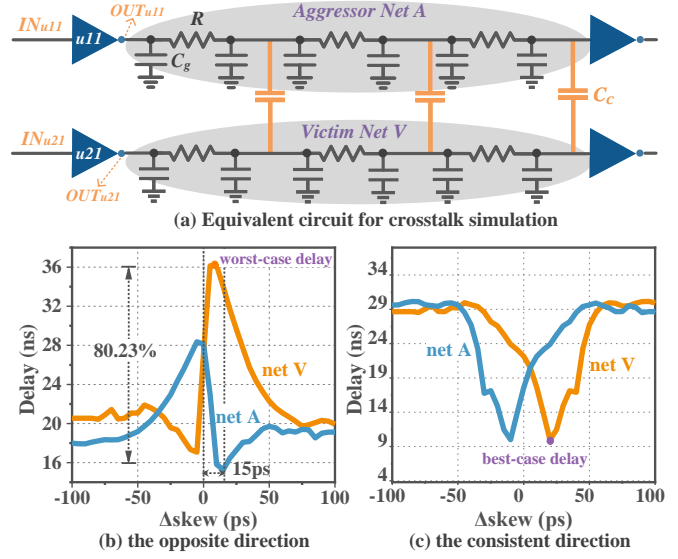 OUTu11
Aggressor Net A
INu11
u11
R
Cg
Cc
INu21
Victim Net V
u21
OUTu21
(a) Equivalent circuit for crosstalk simulation
worst-case delay
36
32
28
24
20
16
80.23%
net V
net A
15ps
Delay (ns)
-100 -50 0 50 100
Δskew (ps)
(b) the opposite direction
34
29
24
19
14
9
4
net A
net V
best-case delay
Delay (ns)
-100 -50 0 50 100
Δskew (ps)
(c) the consistent direction